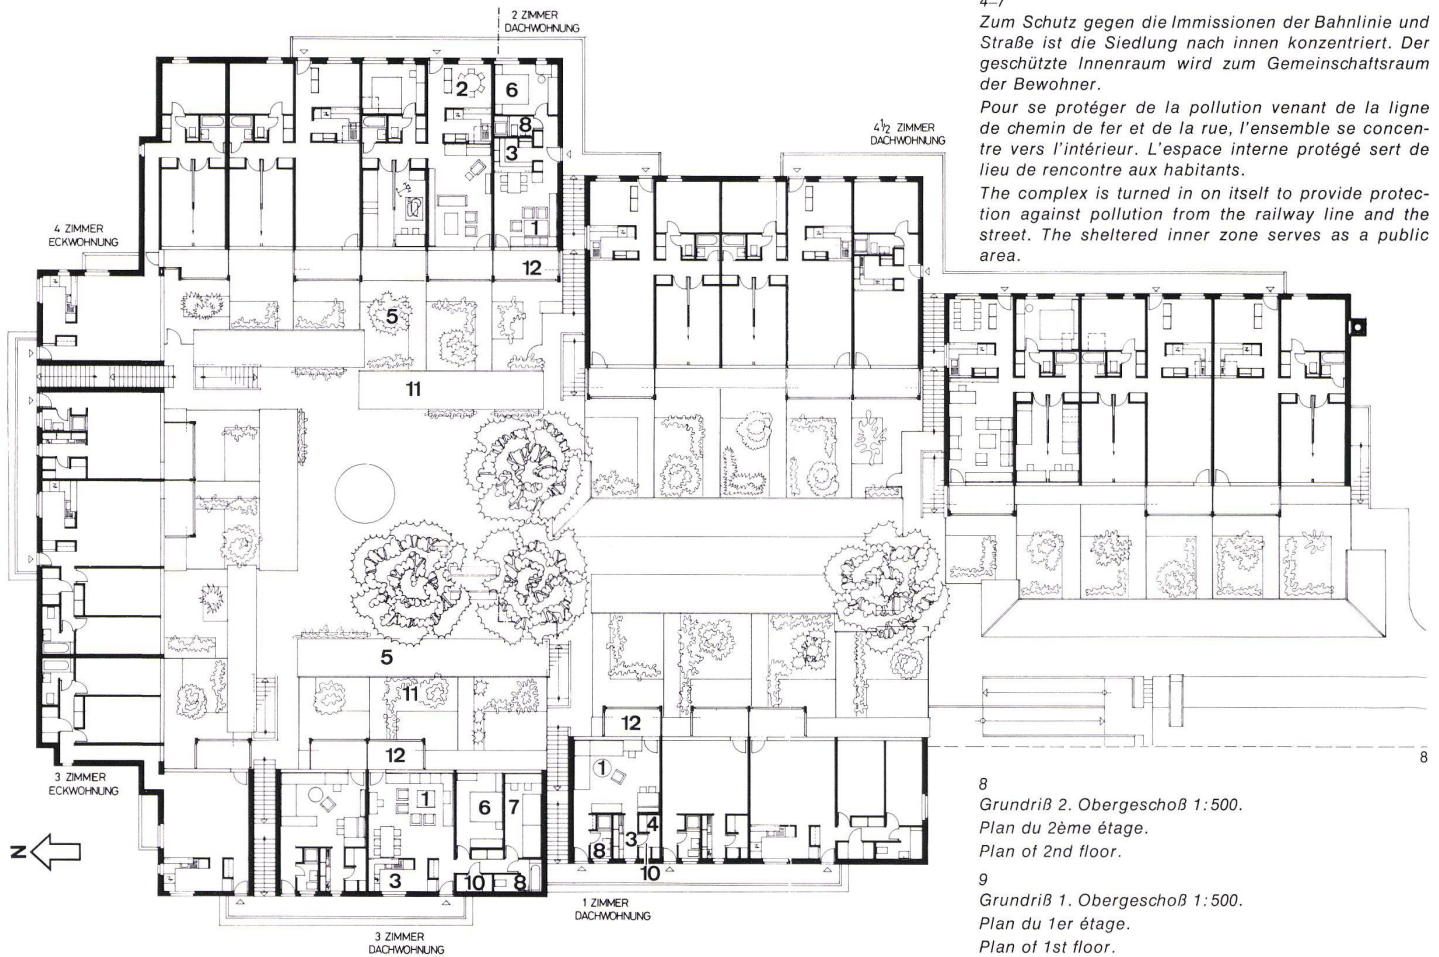 2 ZIMMER
DACHWOHNUNG
4–7
Zum Schutz gegen die Immissionen der Bahnlinie und
Straße ist die Siedlung nach innen konzentriert. Der
geschützte Innenraum wird zum Gemeinschaftsraum
der Bewohner.
Pour se protéger de la pollution venant de la ligne
de chemin de fer et de la rue, l'ensemble se concen-
tre vers l'intérieur. L'espace interne protégé sert de
lieu de rencontre aux habitants.
The complex is turned in on itself to provide protec-
tion against pollution from the railway line and the
street. The sheltered inner zone serves as a public
area.
4½ ZIMMER
DACHWOHNUNG
2
6
8
3
1
4 ZIMMER
ECKWOHNUNG
12
5
11
5
11
12
12
3 ZIMMER
ECKWOHNUNG
1
6
7
3
10
8
1
8
3
4
10
N
1 ZIMMER
DACHWOHNUNG
3 ZIMMER
DACHWOHNUNG
8
8
Grundriß 2. Obergeschoß 1:500.
Plan du 2ème étage.
Plan of 2nd floor.
9
Grundriß 1. Obergeschoß 1:500.
Plan du 1er étage.
Plan of 1st floor.